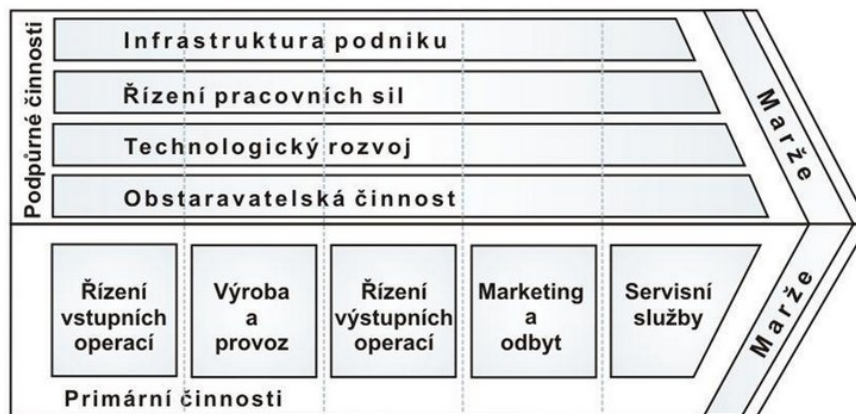 Podpůrné činnosti
Infrastruktura podniku
Řízení pracovních sil
Technologický rozvoj
Obstaravatelská činnost
Marže
Řízení
vstupních
operací
Výroba
a
provoz
Řízení
výstupních
operací
Marketing
a
odbyt
Servisní
služby
Marže
Primární činnosti